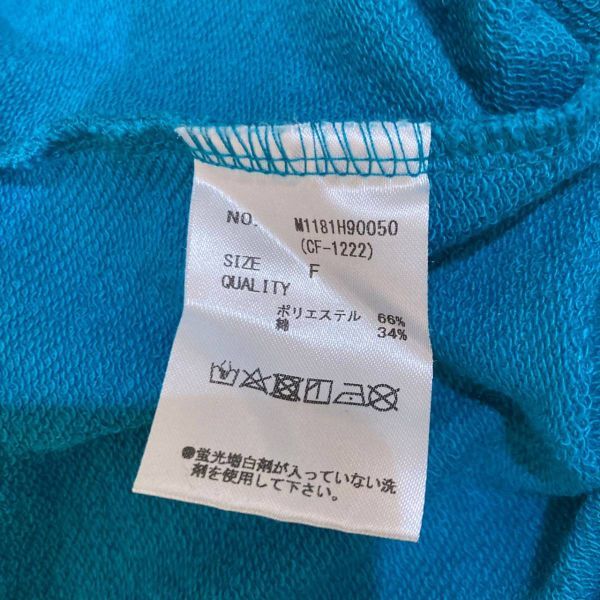 NO. M1181H90050
(CF-1222)
SIZE F
QUALITY
ポリエステル 66%
綿 34%
●蛍光増白剤が入っていない洗
剤を使用して下さい。